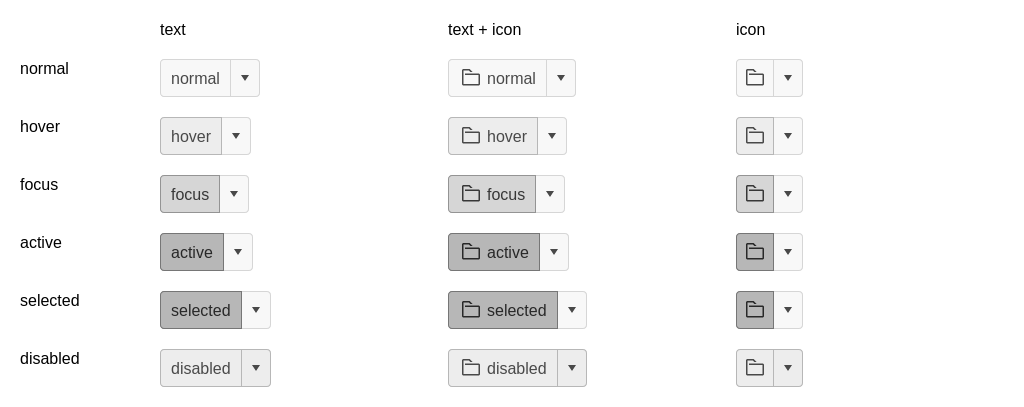 text text + icon icon
normal normal normal
hover hover hover
focus focus focus
active active active
selected selected selected
disabled disabled disabled